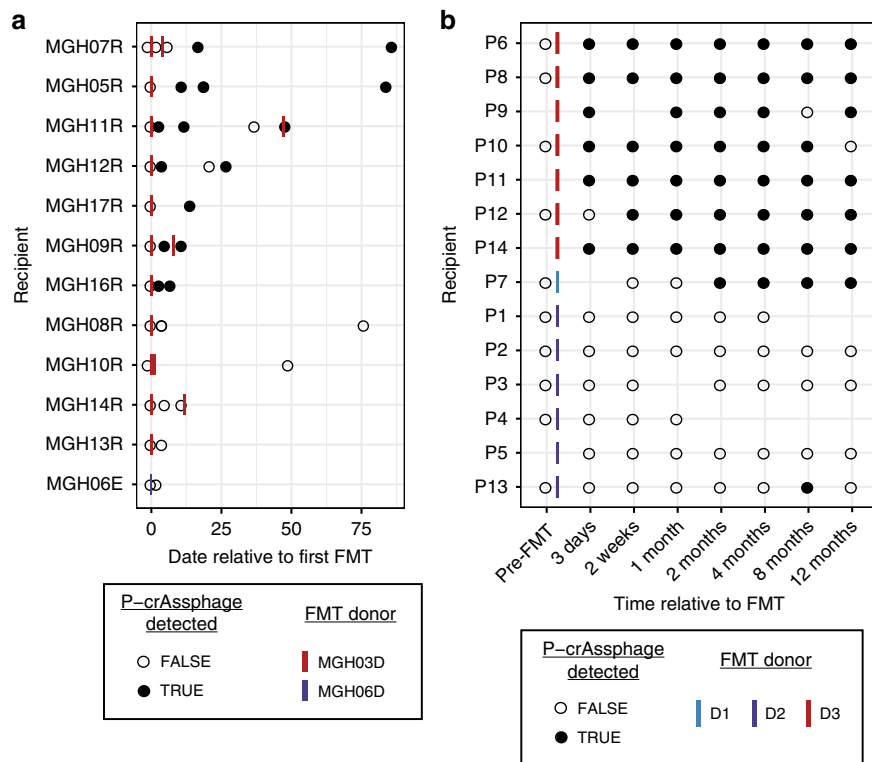 a
MGH07R
MGH05R
MGH11R
MGH12R
MGH17R
MGH09R
MGH16R
MGH08R
MGH10R
MGH14R
MGH13R
MGH06E
Recipient
0 25 50 75
Date relative to first FMT
P−crAssphage
detected
FALSE
TRUE
FMT donor
MGH03D
MGH06D
b
P6
P8
P9
P10
P11
P12
P14
P7
P1
P2
P3
P4
P5
P13
Recipient
Pre-FMT
3 days
2 weeks
1 month
2 months
4 months
8 months
12 months
Time relative to FMT
P−crAssphage
detected
FALSE
TRUE
FMT donor
D1 D2 D3